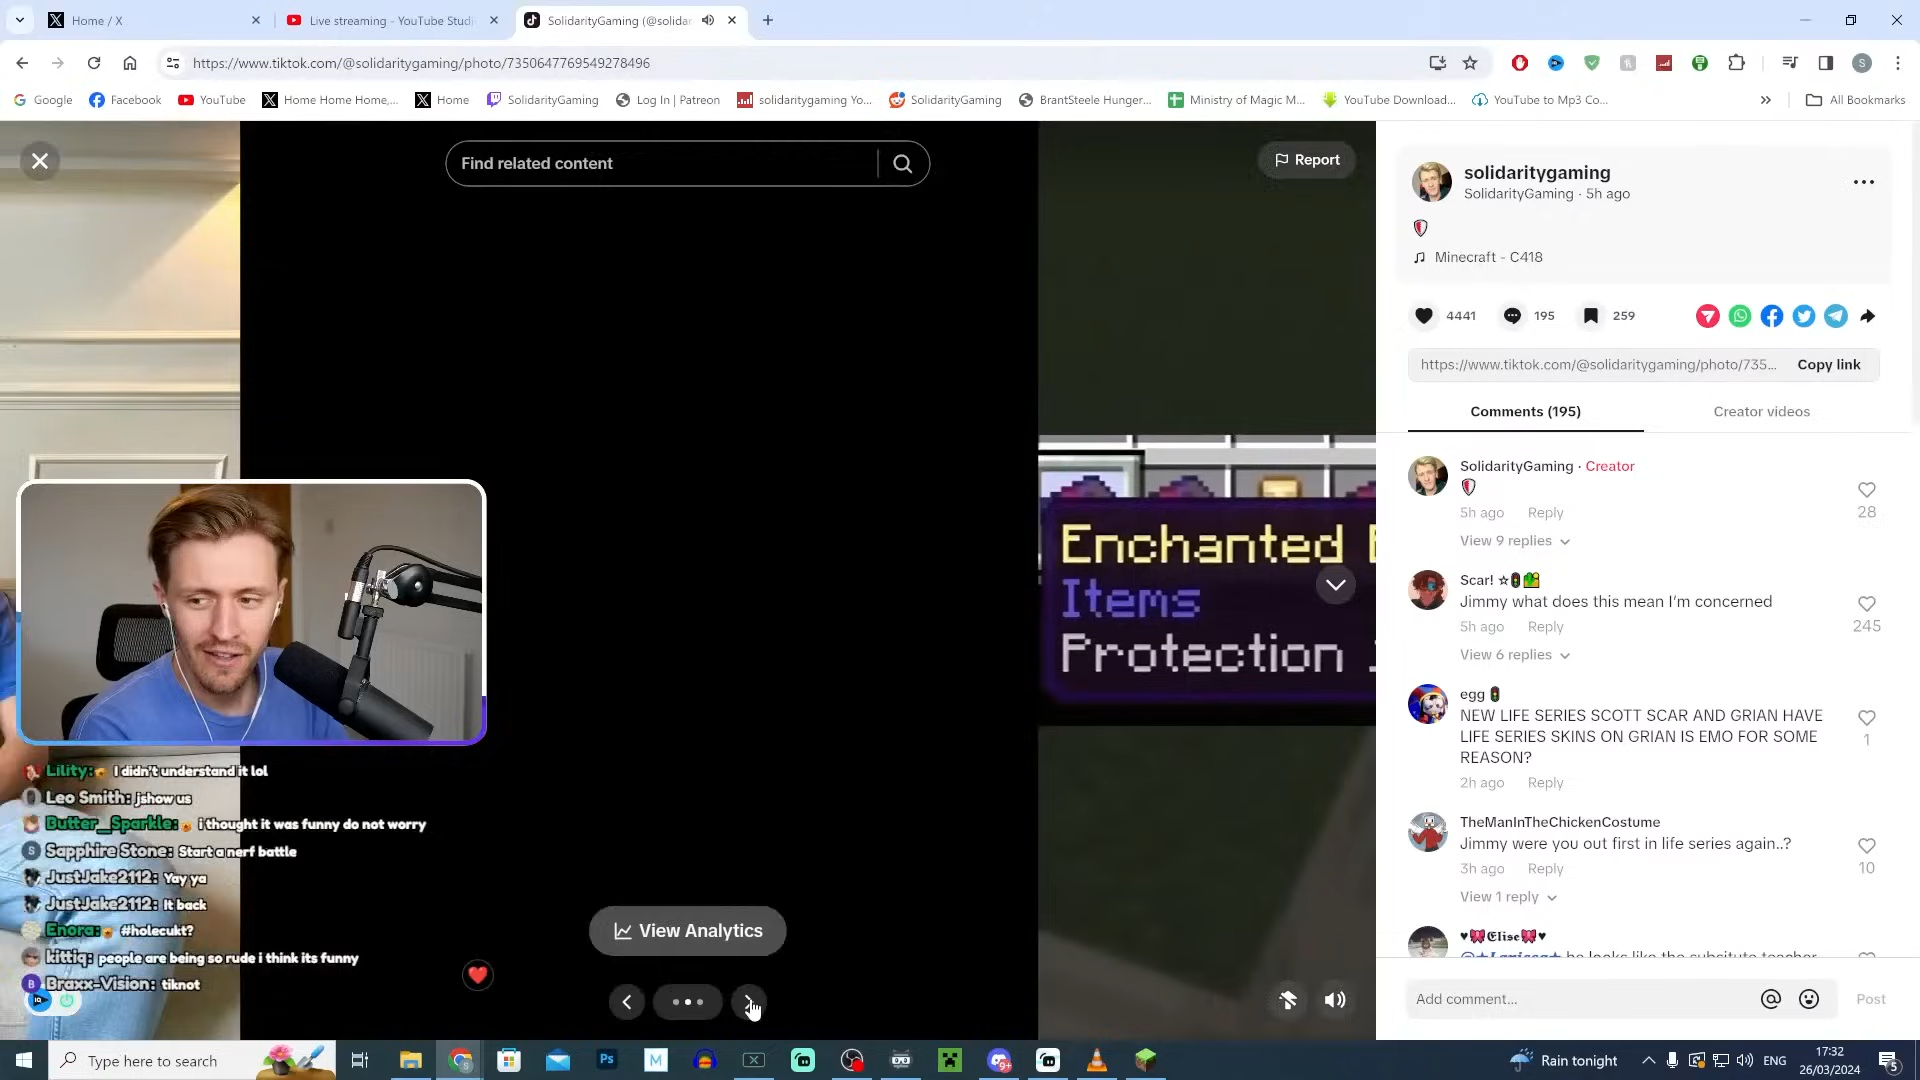 Home / X
Live streaming - YouTube Studi
SolidarityGaming (@solidar
https://www.tiktok.com/@solidaritygaming/photo/7350647769549278496
Google
Facebook
YouTube
Home Home Home,...
Home
SolidarityGaming
Log In | Patreon
solidaritygaming Yo...
SolidarityGaming
BrantSteele Hunger...
Ministry of Magic M...
YouTube Download...
YouTube to Mp3 Co...
All Bookmarks
Find related content
Report
Enchanted
Items
Protection
View Analytics
Lility: I didn't understand it lol
Leo Smith: jshow us
Butter_Sparkle: i thought it was funny do not worry
Sapphire Stone: Start a nerf battle
JustJake2112: Yay ya
JustJake2112: It back
Enora: #holecukt?
kittiq: people are being so rude i think its funny
Braxx-Vision: tiknot
solidaritygaming
SolidarityGaming · 5h ago
Minecraft - C418
4441
195
259
https://www.tiktok.com/@solidaritygaming/photo/735...
Copy link
Comments (195)
Creator videos
SolidarityGaming · Creator
5h ago Reply
28
View 9 replies
Scar!
Jimmy what does this mean I'm concerned
5h ago Reply
245
View 6 replies
egg
NEW LIFE SERIES SCOTT SCAR AND GRIAN HAVE
LIFE SERIES SKINS ON GRIAN IS EMO FOR SOME
REASON?
1
2h ago Reply
TheManInTheChickenCostume
Jimmy were you out first in life series again..?
3h ago Reply
10
View 1 reply
♥🎀𝕰𝖑𝖎𝖘𝖊🎀♥
he looks like the substitute teacher
Add comment...
Post
Type here to search
Rain tonight
ENG
17:32
26/03/2024
5